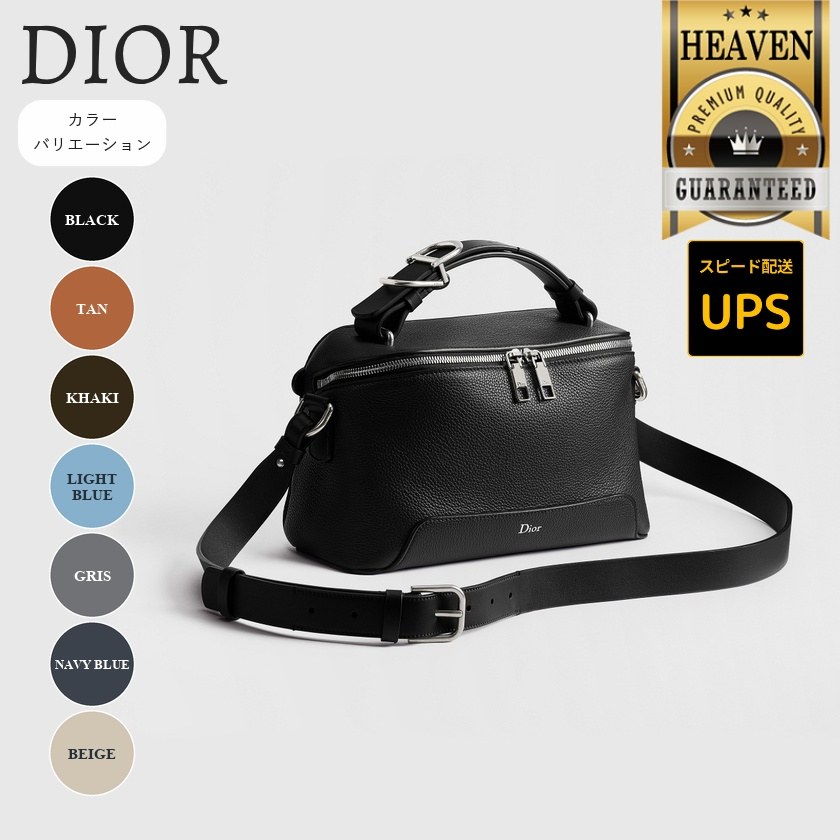 DIOR
カラー
バリエーション
BLACK
TAN
KHAKI
LIGHT
BLUE
GRIS
NAVY BLUE
BEIGE
HEAVEN
PREMIUM QUALITY
GUARANTEED
スピード配送
UPS
Dior